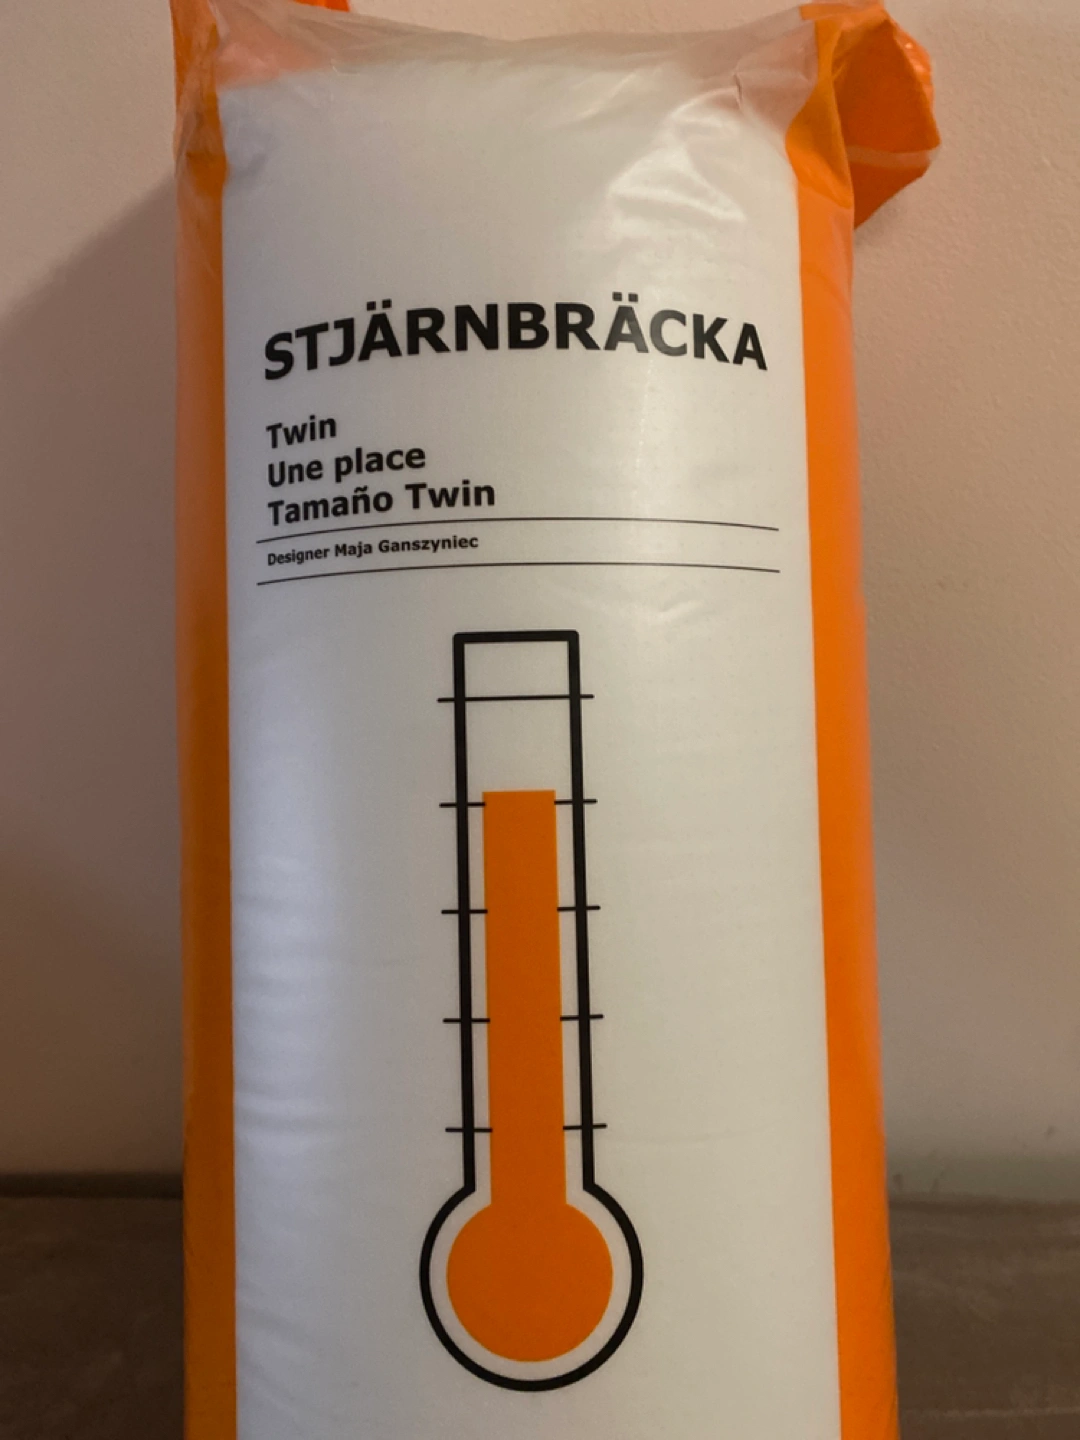 STJÄRNBRÄCKA
Twin
Une place
Tamaño Twin
Designer Maja Ganszyniec